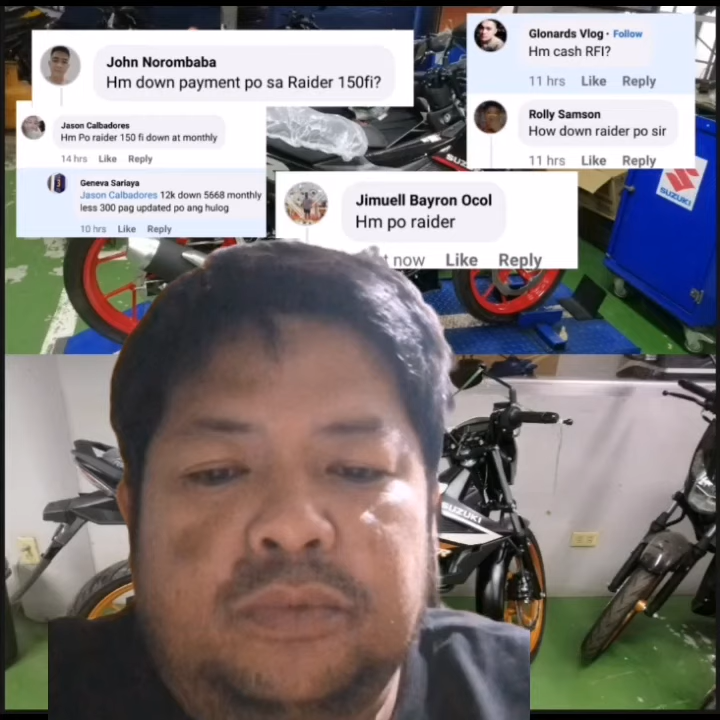 John Norombaba
Hm down payment po sa Raider 150fi?
Glonards Vlog · Follow
Hm cash RFI?
11 hrs Like Reply
Rolly Samson
How down raider po sir
11 hrs Like Reply
Jason Calbadores
Hm Po raider 150 fi down at monthly
14 hrs Like Reply
Geneva Sariaya
Jason Calbadores 12k down 5668 monthly
less 300 pag updated po ang hulog
10 hrs Like Reply
Jimuell Bayron Ocol
Hm po raider
now Like Reply
SUZUKI
SUZUKI